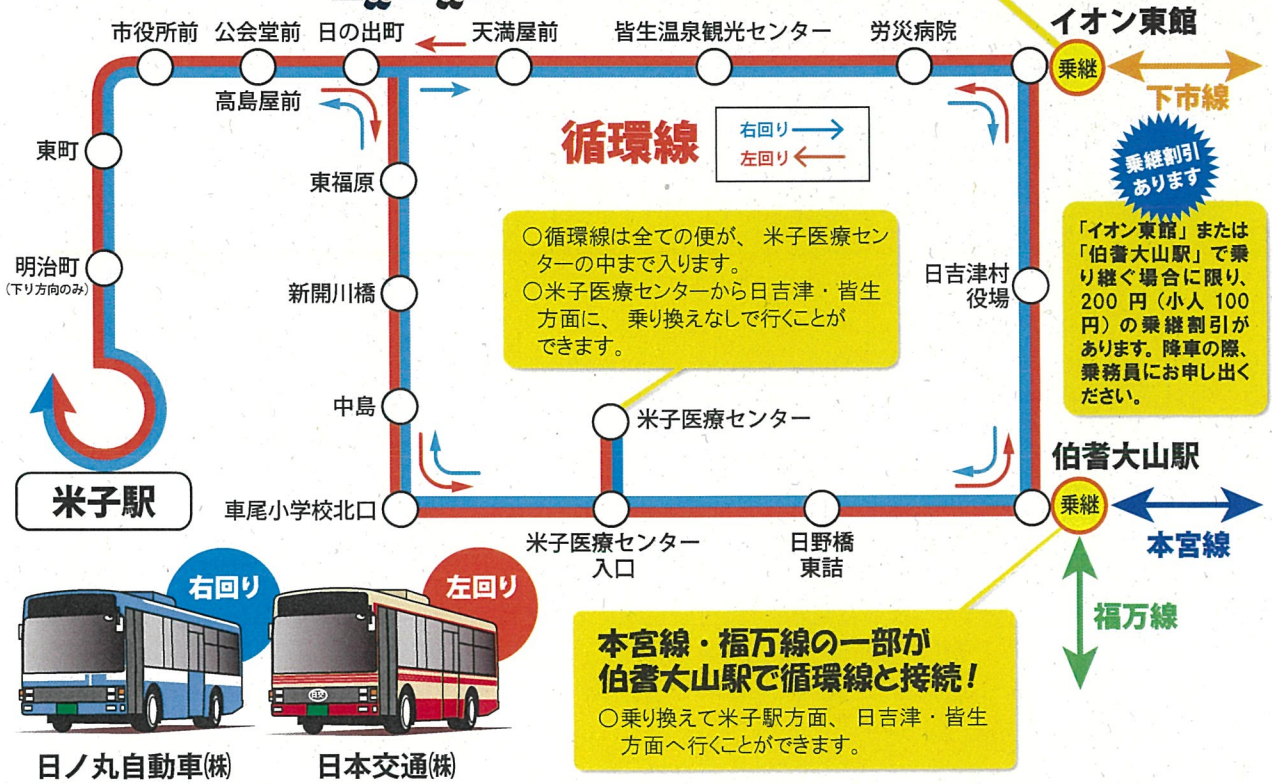 市役所前
公会堂前
高島屋前
日の出町
天満屋前
皆生温泉観光センター
労災病院
イオン東館
乗継
下市線
循環線
右回り
左回り
乗継割引
あります
「イオン東館」または
「伯耆大山駅」で乗
り継ぐ場合に限り、
200 円（小人 100
円）の乗継割引が
あります。降車の際、
乗務員にお申し出く
ださい。
東町
明治町
(下り方向のみ)
米子駅
東福原
新開川橋
中島
車尾小学校北口
○循環線は全ての便が、 米子医療セン
ターの中まで入ります。
○米子医療センターから日吉津・皆生
方面に、 乗り換えなしで行くことが
できます。
日吉津村
役場
米子医療センター
米子医療センター
入口
日野橋
東詰
伯耆大山駅
乗継
本宮線
福万線
本宮線・福万線の一部が
伯耆大山駅で循環線と接続！
○乗り換えて米子駅方面、 日吉津・皆生
方面へ行くことができます。
右回り
日ノ丸自動車㈱
左回り
日交
日本交通㈱